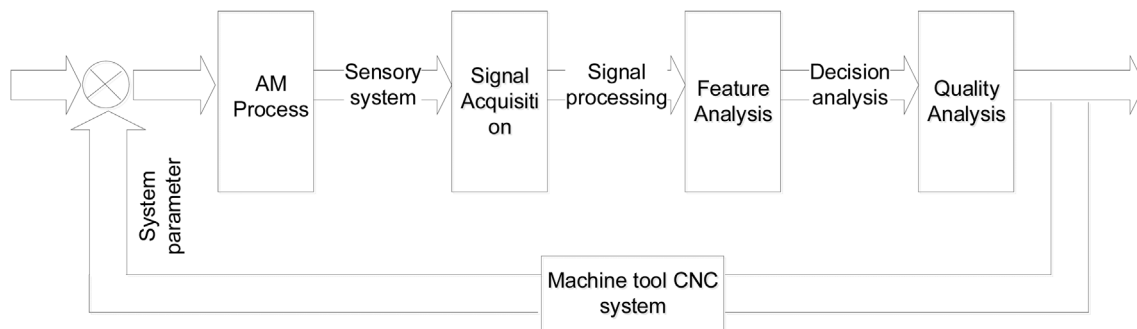 AM
Process
Sensory
system
Signal
Acquisiti
on
Signal
processing
Feature
Analysis
Decision
analysis
Quality
Analysis
System
parameter
Machine tool CNC
system